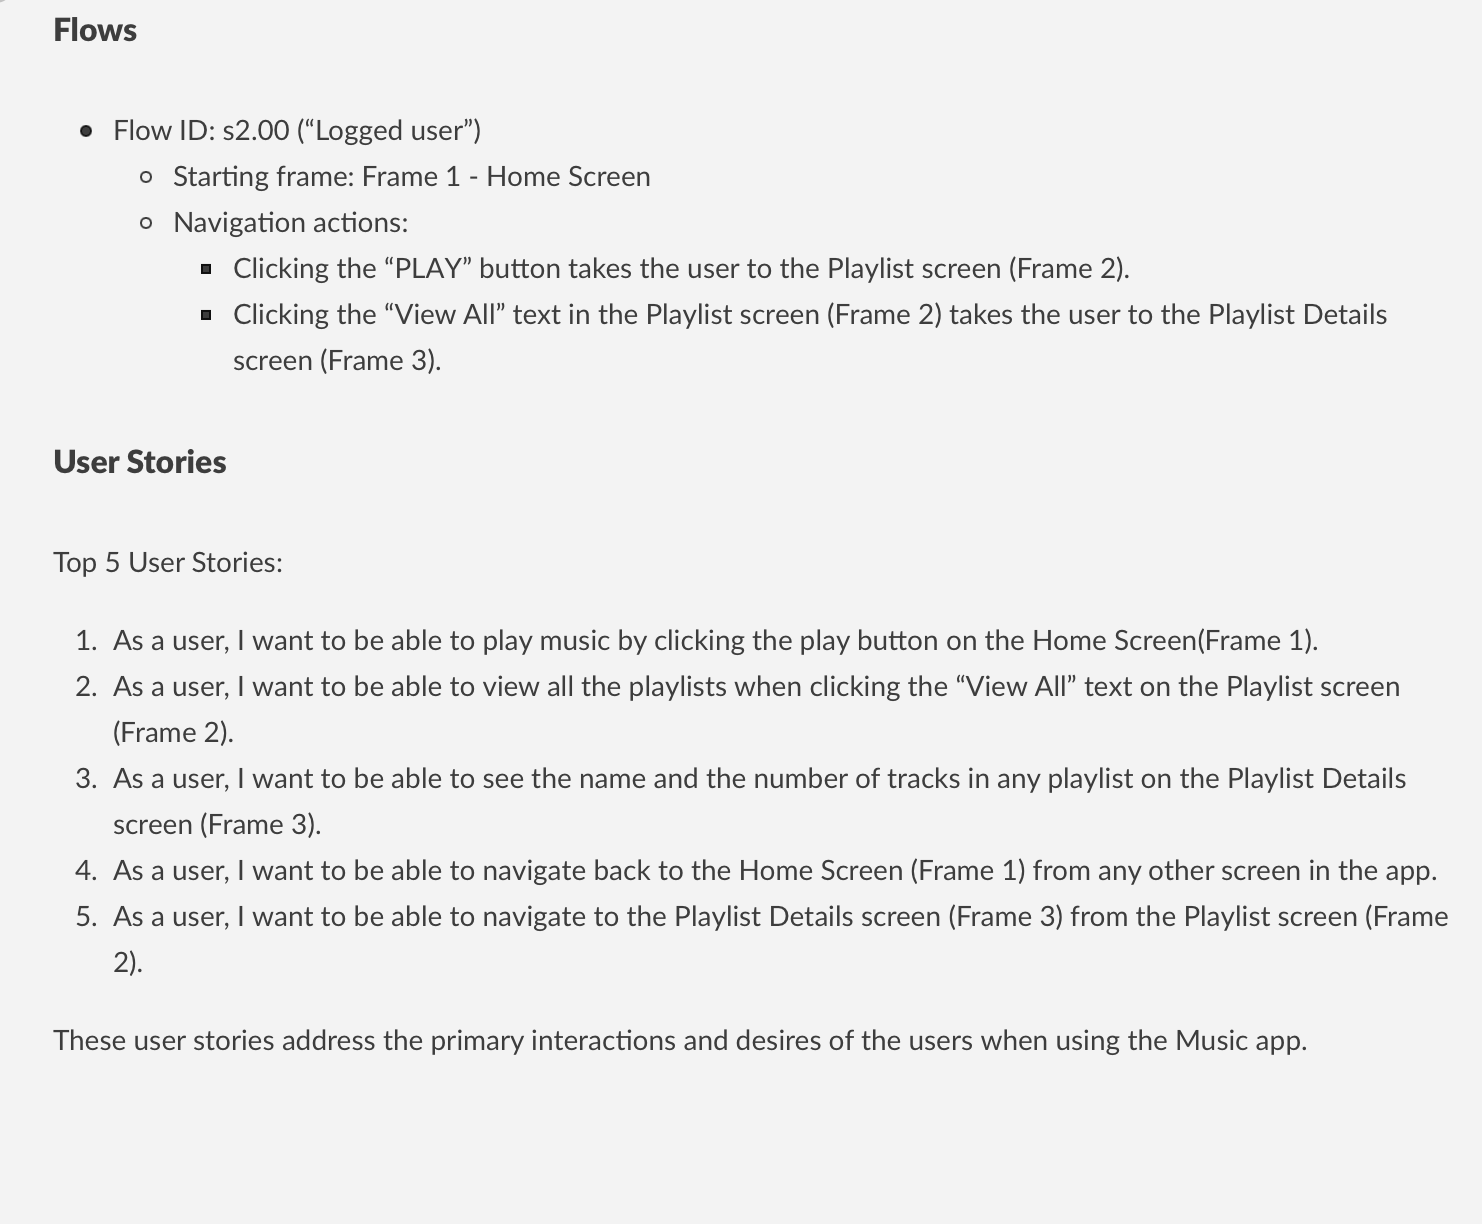 Flows
Flow ID: s2.00 (“Logged user”)
Starting frame: Frame 1 - Home Screen
Navigation actions:
Clicking the “PLAY” button takes the user to the Playlist screen (Frame 2).
Clicking the “View All” text in the Playlist screen (Frame 2) takes the user to the Playlist Details
screen (Frame 3).
User Stories
Top 5 User Stories:
1. As a user, I want to be able to play music by clicking the play button on the Home Screen(Frame 1).
2. As a user, I want to be able to view all the playlists when clicking the “View All” text on the Playlist screen
(Frame 2).
3. As a user, I want to be able to see the name and the number of tracks in any playlist on the Playlist Details
screen (Frame 3).
4. As a user, I want to be able to navigate back to the Home Screen (Frame 1) from any other screen in the app.
5. As a user, I want to be able to navigate to the Playlist Details screen (Frame 3) from the Playlist screen (Frame
2).
These user stories address the primary interactions and desires of the users when using the Music app.